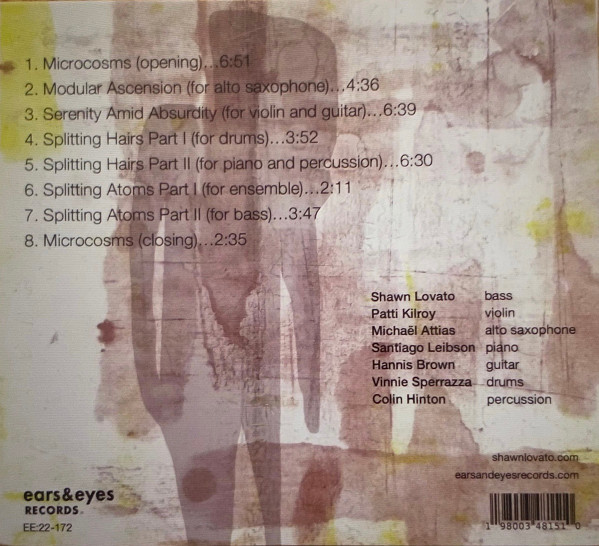 1. Microcosms (opening)...6:51
2. Modular Ascension (for alto saxophone)...4:36
3. Serenity Amid Absurdity (for violin and guitar)...6:39
4. Splitting Hairs Part I (for drums)...3:52
5. Splitting Hairs Part II (for piano and percussion)...6:30
6. Splitting Atoms Part I (for ensemble)...2:11
7. Splitting Atoms Part II (for bass)...3:47
8. Microcosms (closing)...2:35
Shawn Lovato bass
Patti Kilroy violin
Michaël Attias alto saxophone
Santiago Leibson piano
Hannis Brown guitar
Vinnie Sperrazza drums
Colin Hinton percussion
shawnlovato.com
earsandeyesrecords.com
ears&eyes
RECORDS.
EE:22-172
1 98003 48151 0